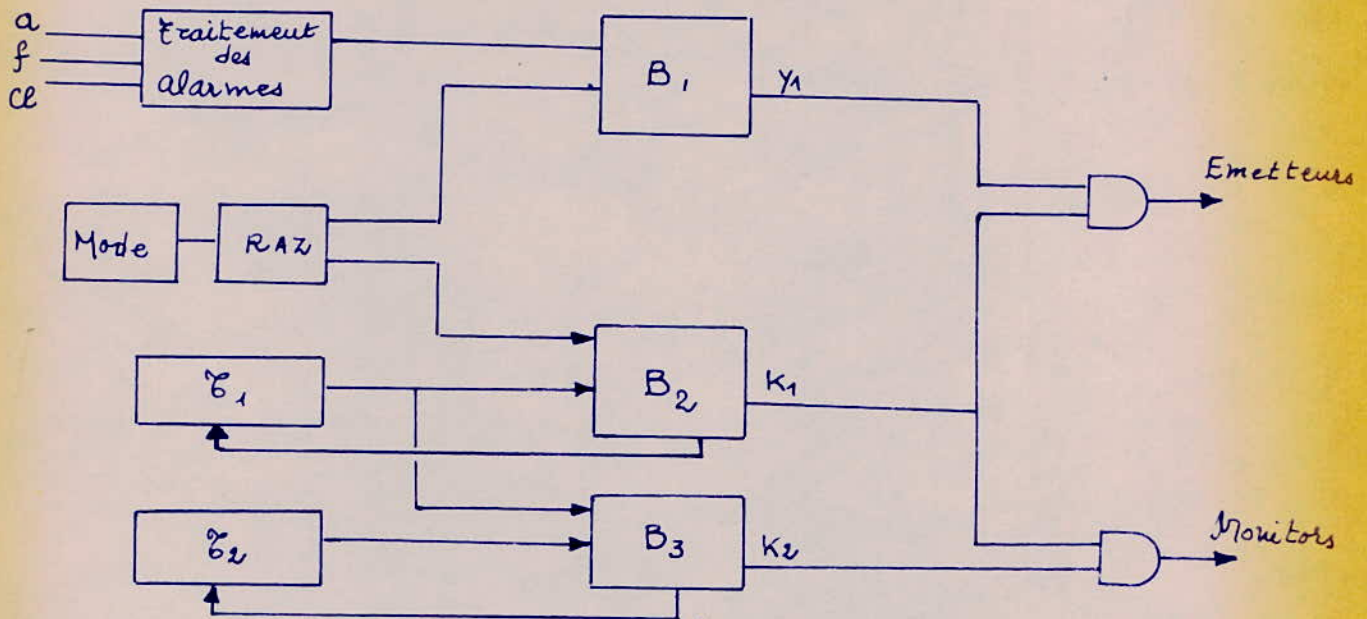 a
f
Cl
Traitement
des
alarmes
B1
y1
Emetteurs
Mode
RAZ
τ1
B2
K1
τ2
B3
K2
Monitors